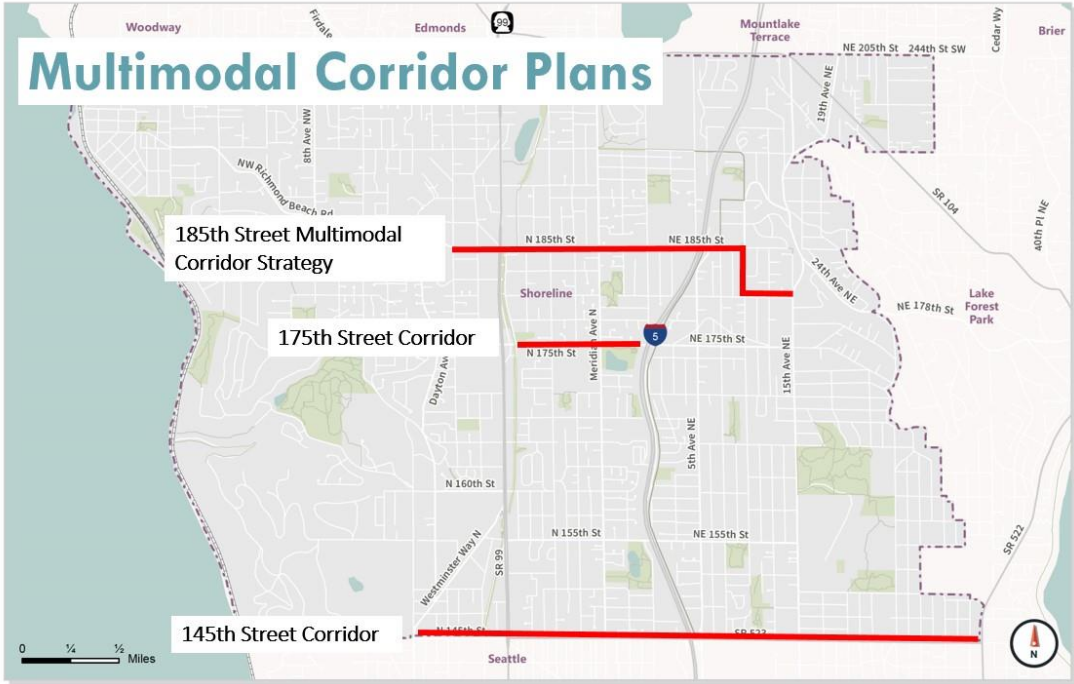 Woodway
Firdale
Edmonds
99
Mountlake
Terrace
Cedar Wy
Brier
Multimodal Corridor Plans
NE 205th St
244th St SW
19th Ave NE
8th Ave NW
NW Richmond Beach Rd
SR 104
40th Pl NE
185th Street Multimodal
Corridor Strategy
N 185th St
NE 185th St
24th Ave NE
Shoreline
Lake
Forest
Park
NE 178th St
175th Street Corridor
N 175th St
Meridian Ave N
5
NE 175th St
15th Ave NE
Dayton Ave
5th Ave NE
N 160th St
N 155th St
NE 155th St
Westminster Way N
SR 99
SR 522
145th Street Corridor
N 145th St
SR 523
0 ¼ ½ Miles
Seattle
N